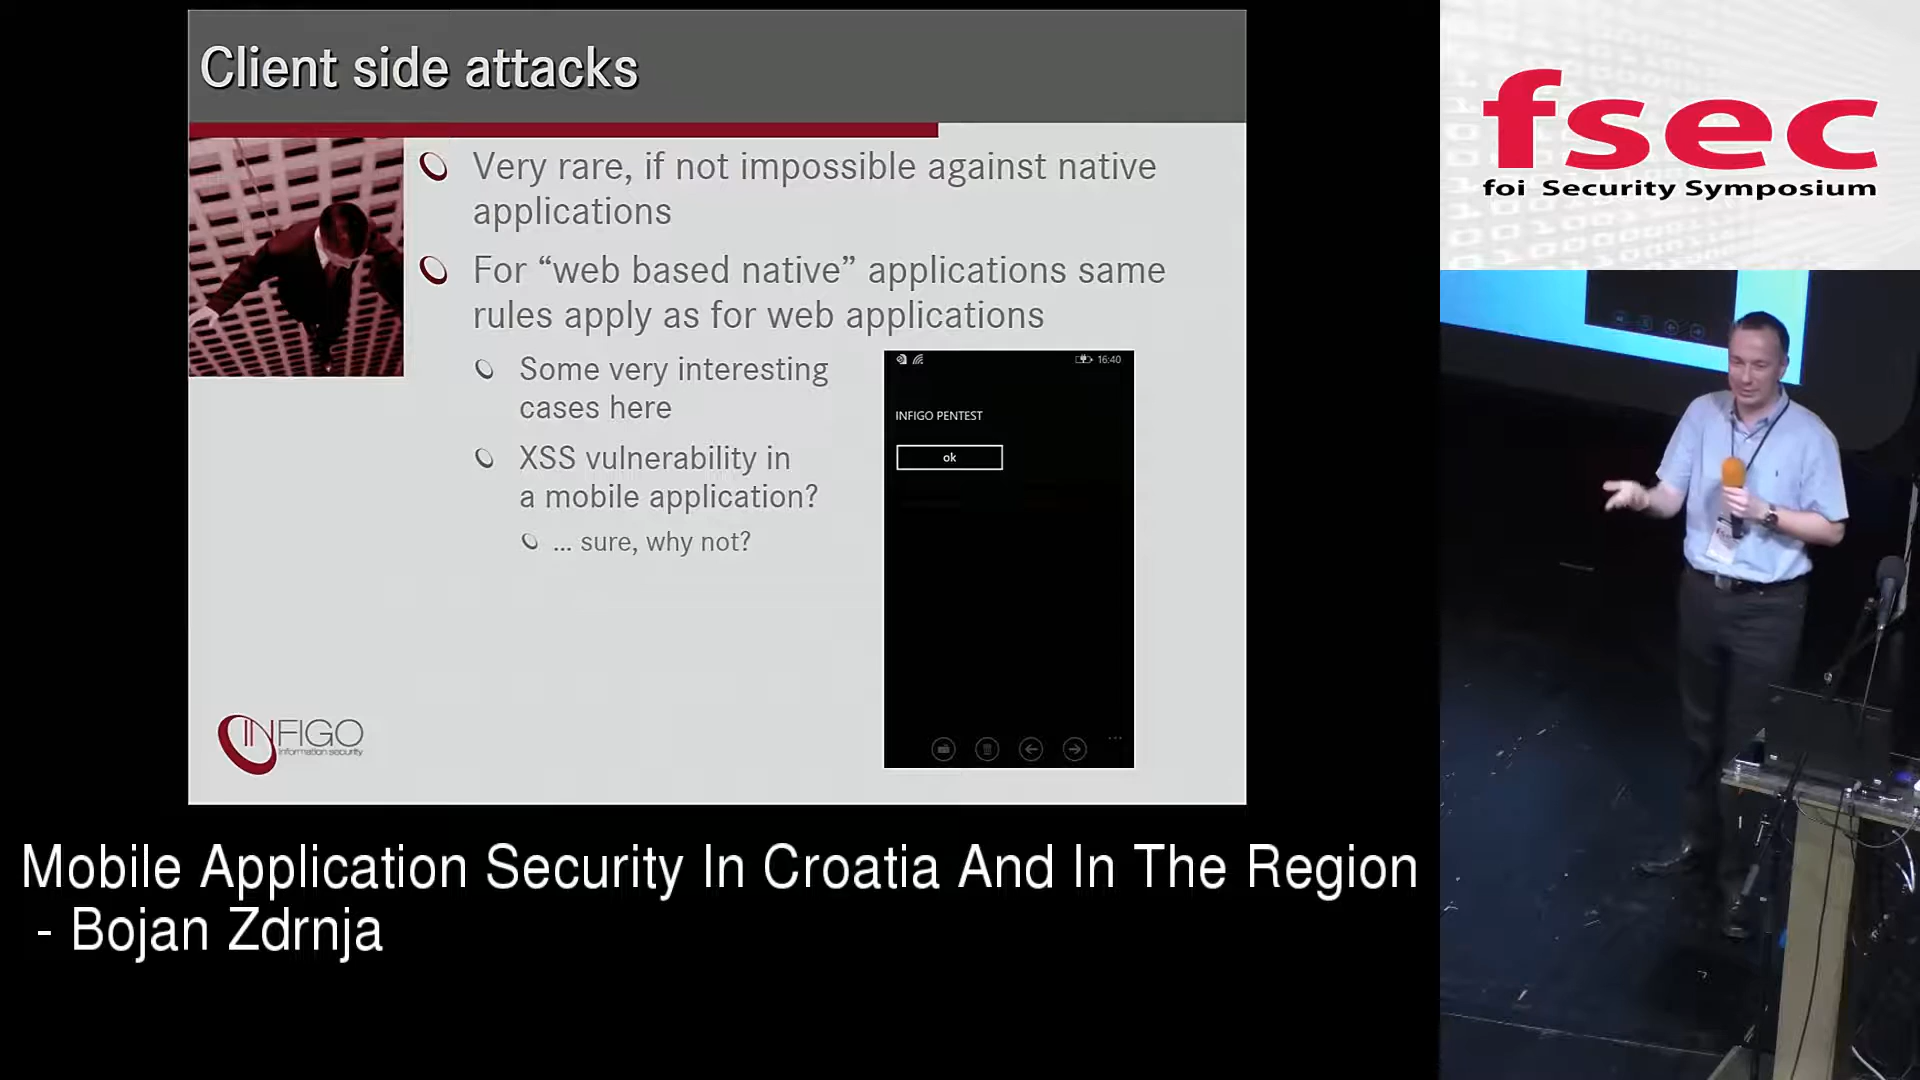 Client side attacks
Very rare, if not impossible against native
applications
For “web based native” applications same
rules apply as for web applications
Some very interesting
cases here
XSS vulnerability in
a mobile application?
... sure, why not?
16:40
INFIGO PENTEST
ok
INFIGO
information security
fsec
foi Security Symposium
Mobile Application Security In Croatia And In The Region
- Bojan Zdrnja